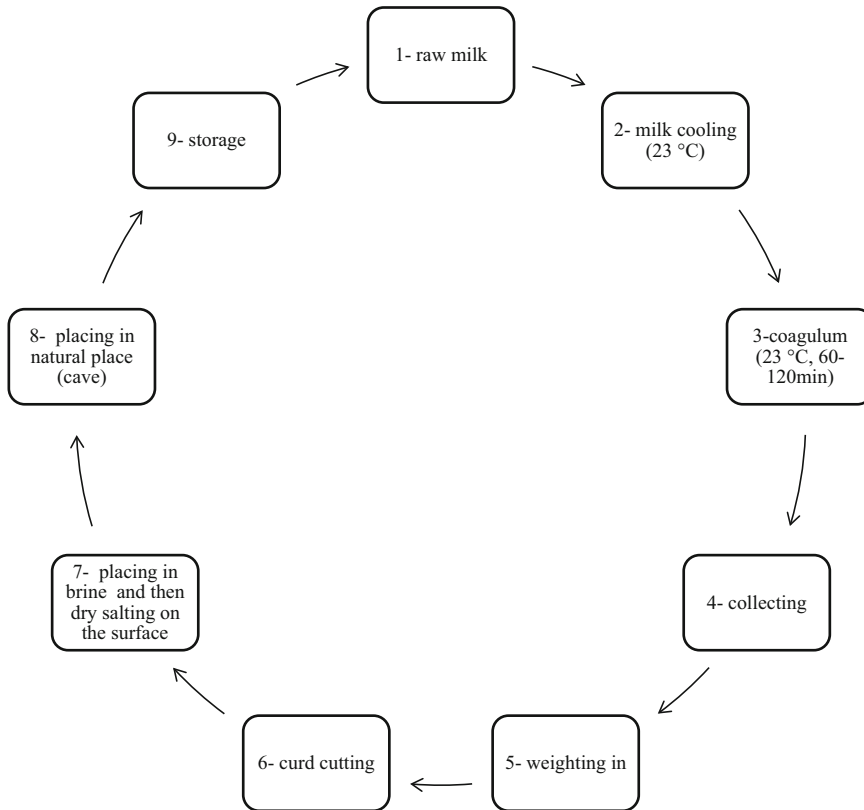 1- raw milk
2- milk cooling
(23 °C)
3-coagulum
(23 °C, 60-
120min)
4- collecting
5- weighting in
6- curd cutting
7- placing in
brine and then
dry salting on
the surface
8- placing in
natural place
(cave)
9- storage